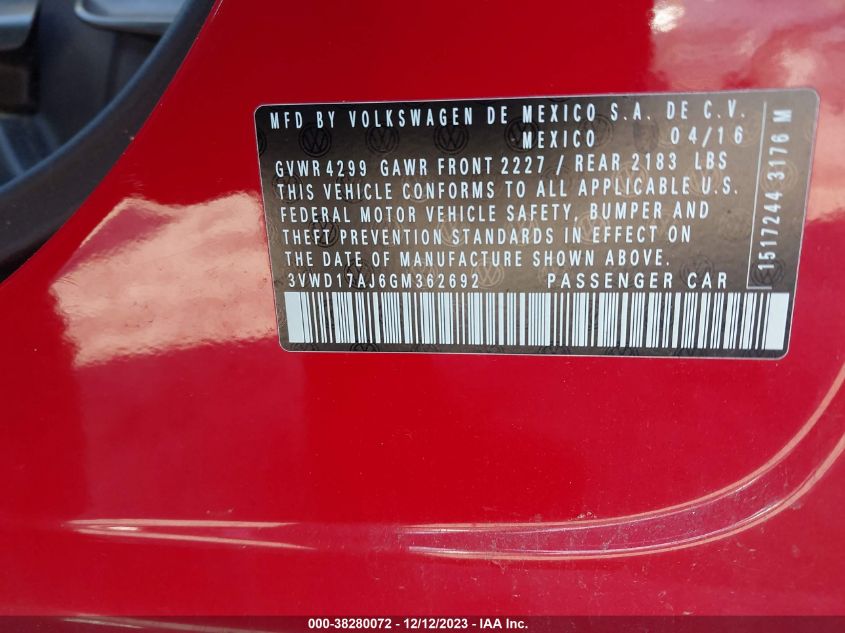 MFD BY VOLKSWAGEN DE MEXICO S.A. DE C.V.
MEXICO 04/16
GVWR 4299 GAWR FRONT 2227 / REAR 2183 LBS
THIS VEHICLE CONFORMS TO ALL APPLICABLE U.S.
FEDERAL MOTOR VEHICLE SAFETY, BUMPER AND
THEFT PREVENTION STANDARDS IN EFFECT ON
THE DATE OF MANUFACTURE SHOWN ABOVE.
3VWD17AJ6GM362692 PASSENGER CAR
1517244 3176 M
000-38280072 - 12/12/2023 - IAA Inc.